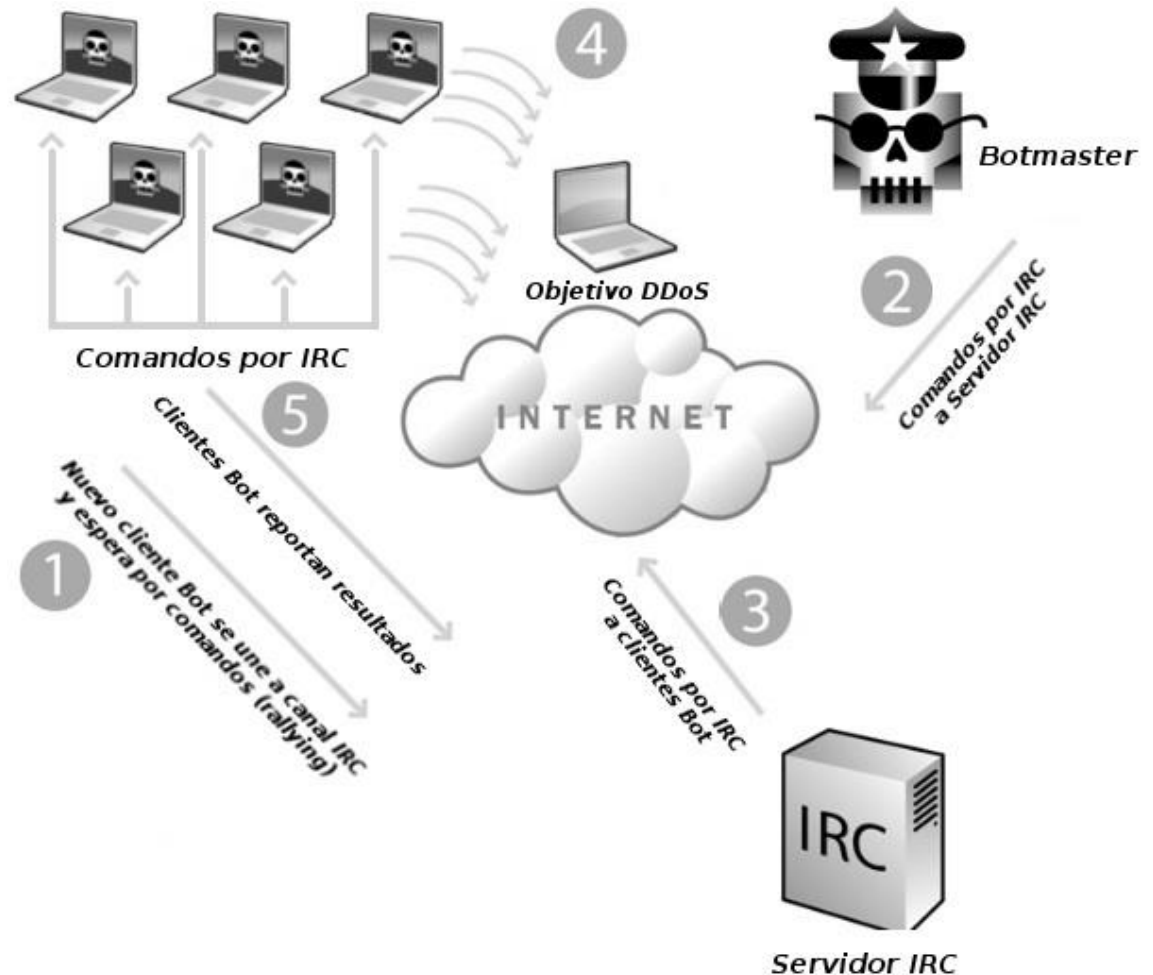 4
Botmaster
2
Comandos por IRC
a Servidor IRC
Objetivo DDoS
Comandos por IRC
INTERNET
5
Clientes Bot reportan resultados
1
Nuevo cliente Bot se une a canal IRC
y espera por comandos (rallying)
3
Comandos por IRC
a clientes Bot
IRC
Servidor IRC